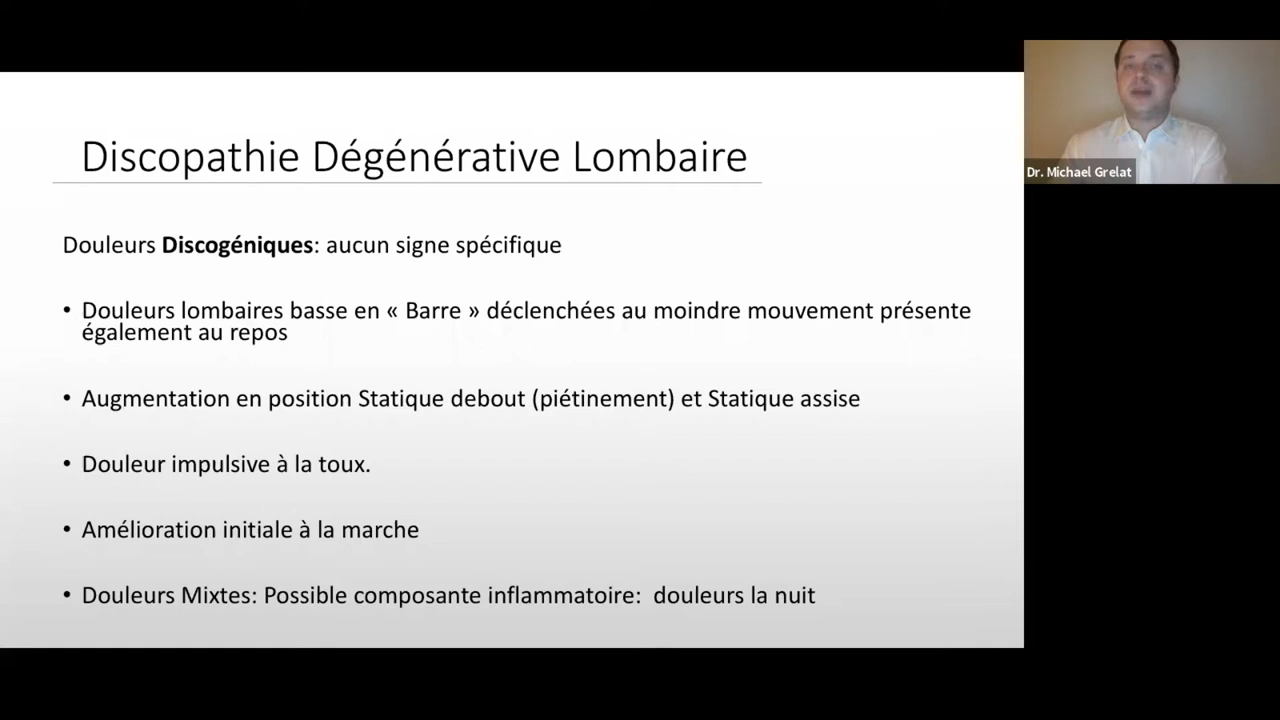 Discopathie Dégénérative Lombaire
Dr. Michael Grelat
Douleurs Discogéniques: aucun signe spécifique
• Douleurs lombaires basse en « Barre » déclenchées au moindre mouvement présente
également au repos
• Augmentation en position Statique debout (piétinement) et Statique assise
• Douleur impulsive à la toux.
• Amélioration initiale à la marche
• Douleurs Mixtes: Possible composante inflammatoire: douleurs la nuit